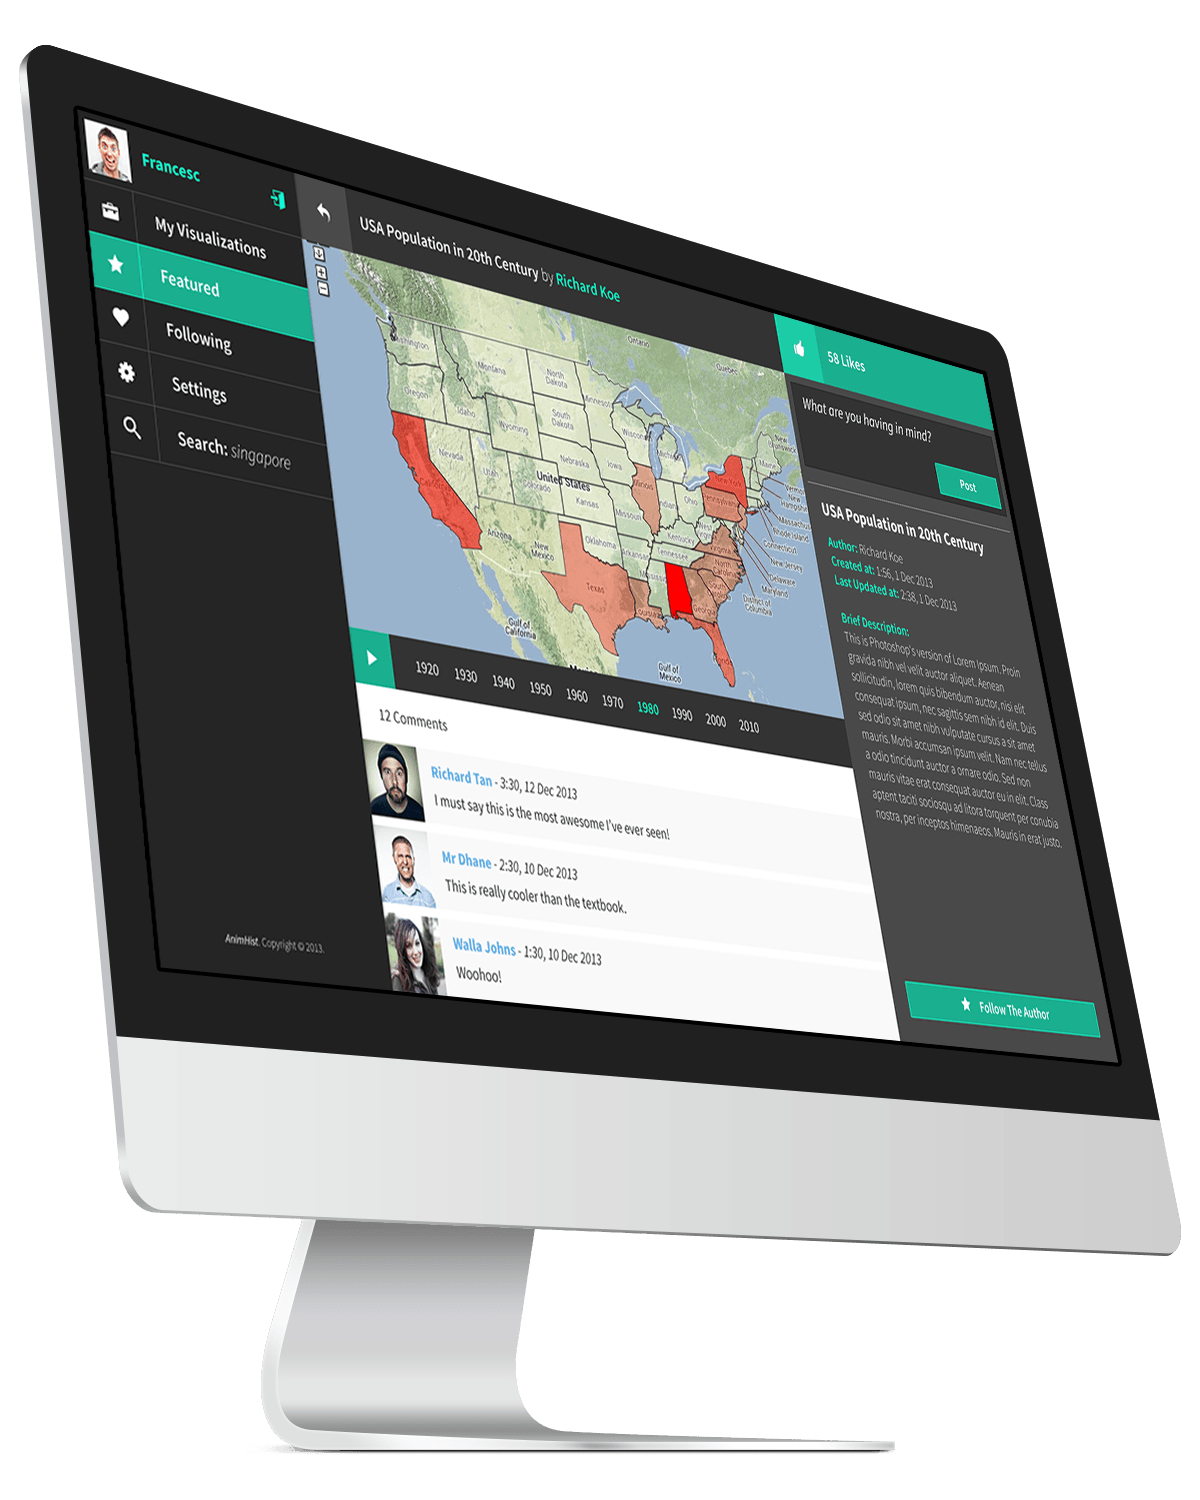 Francesc
My Visualizations
Featured
Following
Settings
Search: singapore
AnimHist. Copyright © 2013.
USA Population in 20th Century by Richard Koe
Ontario
Quebec
Washington
Montana
North Dakota
Minnesota
Oregon
Idaho
Wyoming
South Dakota
Wisconsin
Michigan
New Brunswick
Maine
Nevada
Utah
Colorado
Nebraska
Iowa
United States
Kansas
Missouri
Illinois
Indiana
Ohio
Pennsylvania
New York
Vermont
New Hampshire
Massachus
Rhode Island
Connecticut
New Jersey
Delaware
Maryland
District of Columbia
California
Arizona
New Mexico
Oklahoma
Arkansas
Tennessee
Kentucky
West Virginia
Virginia
North Carolina
South Carolina
Georgia
Mississippi
Louisiana
Texas
Florida
Gulf of California
Gulf of Mexico
1920 1930 1940 1950 1960 1970 1980 1990 2000 2010
12 Comments
Richard Tan - 3:30, 12 Dec 2013
I must say this is the most awesome I've ever seen!
Mr Dhane - 2:30, 10 Dec 2013
This is really cooler than the textbook.
Walla Johns - 1:30, 10 Dec 2013
Woohoo!
58 Likes
What are you having in mind?
Post
USA Population in 20th Century
Author: Richard Koe
Created at: 1:56, 1 Dec 2013
Last Updated at: 2:38, 1 Dec 2013
Brief Description:
This is Photoshop's version of Lorem Ipsum. Proin
gravida nibh vel velit auctor aliquet. Aenean
sollicitudin, lorem quis bibendum auctor, nisi elit
consequat ipsum, nec sagittis sem nibh id elit. Duis
sed odio sit amet nibh vulputate cursus a sit amet
mauris. Morbi accumsan ipsum velit. Nam nec tellus
a odio tincidunt auctor a ornare odio. Sed non
mauris vitae erat consequat auctor eu in elit. Class
aptent taciti sociosqu ad litora torquent per conubia
nostra, per inceptos himenaeos. Mauris in erat justo.
Follow The Author